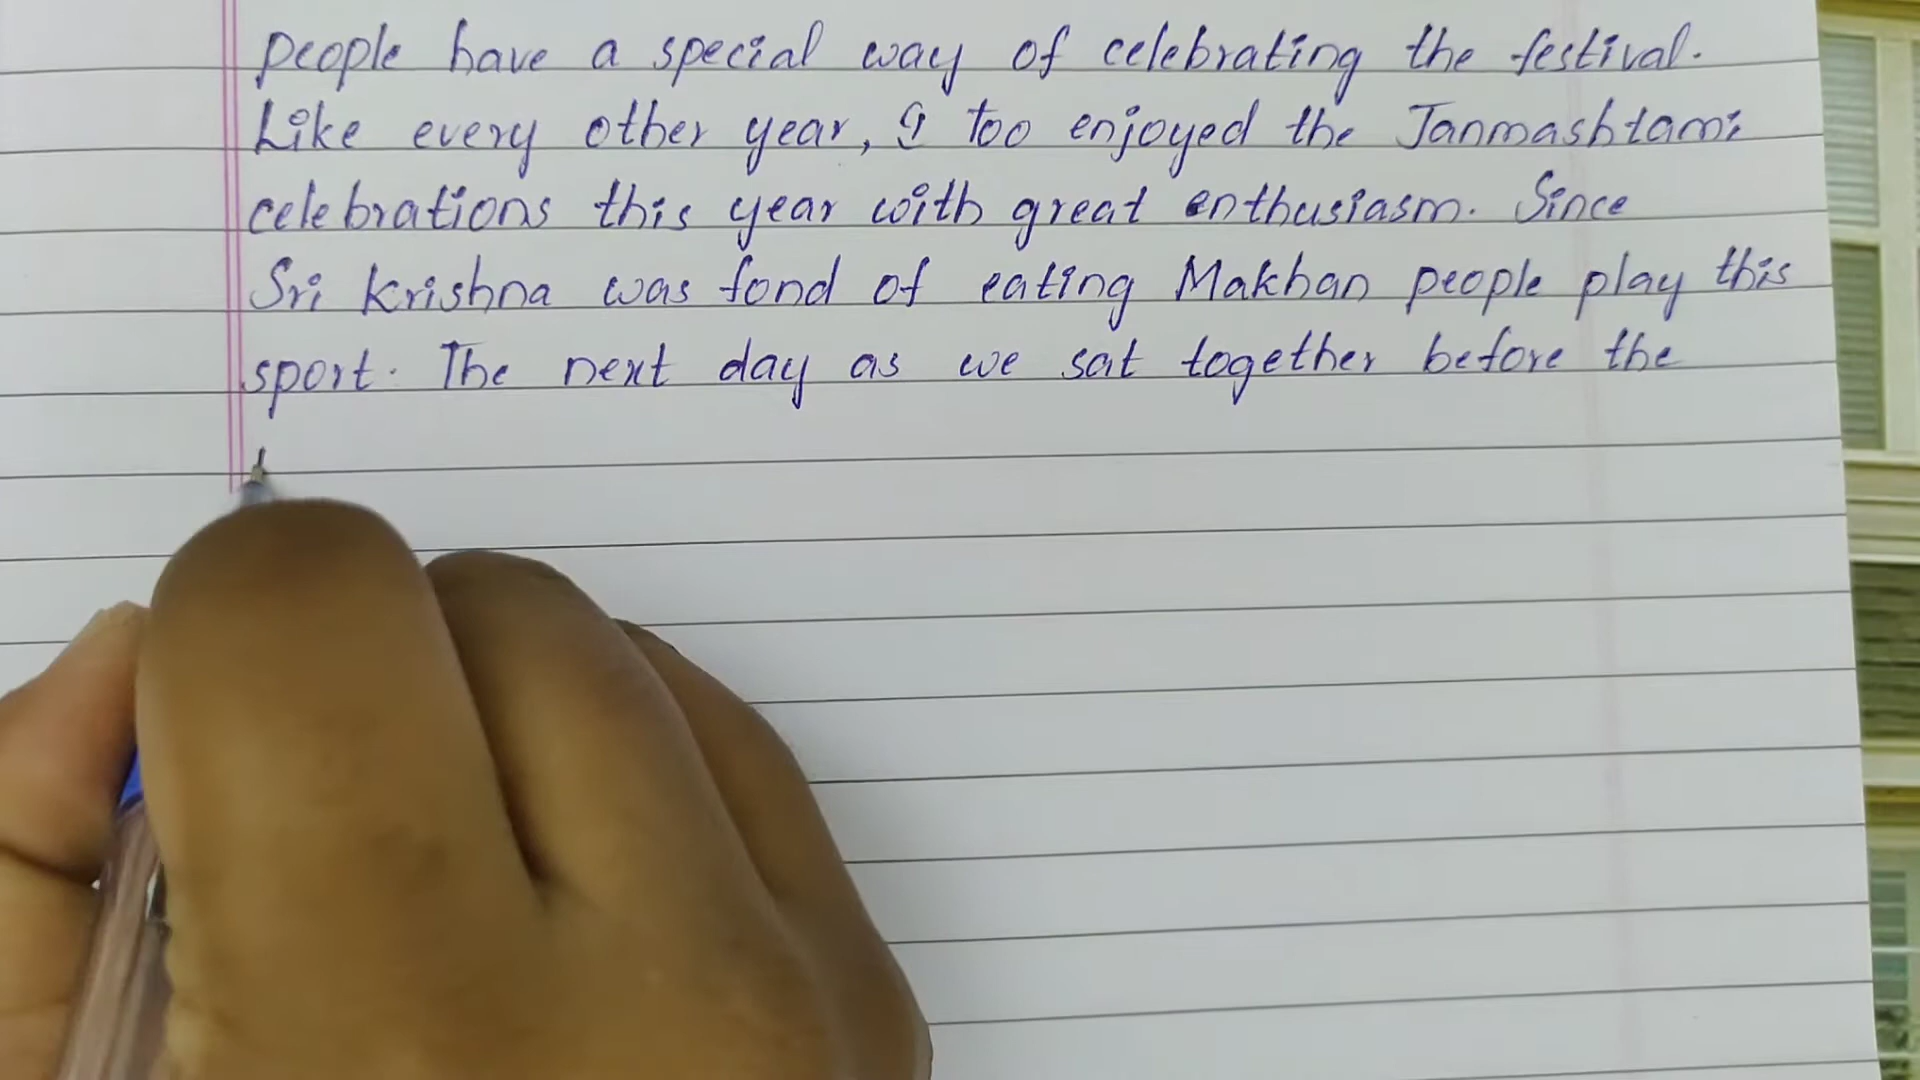 people have a special way of celebrating the festival.
Like every other year, I too enjoyed the Janmashtami
celebrations this year with great enthusiasm. Since
Sri krishna was fond of eating Makhan people play this
sport. The next day as we sat together before the